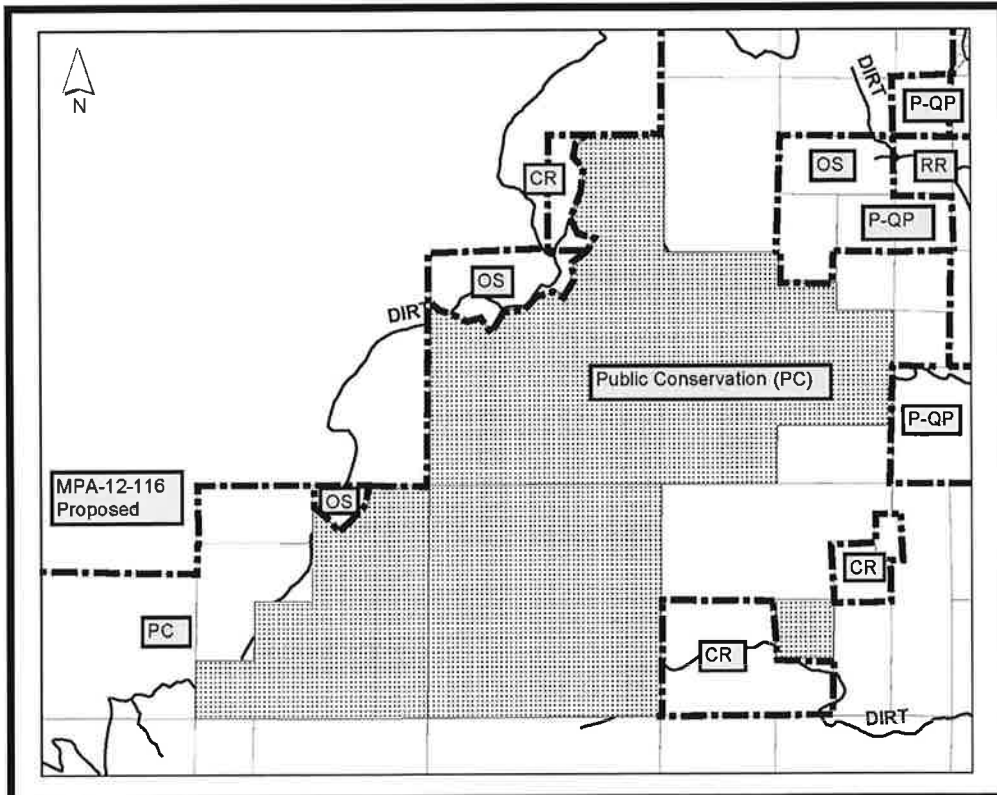 N
DIRT
P-QP
CR
OS
RR
P-QP
OS
DIRT
Public Conservation (PC)
P-QP
MPA-12-116
Proposed
OS
CR
PC
CR
DIRT